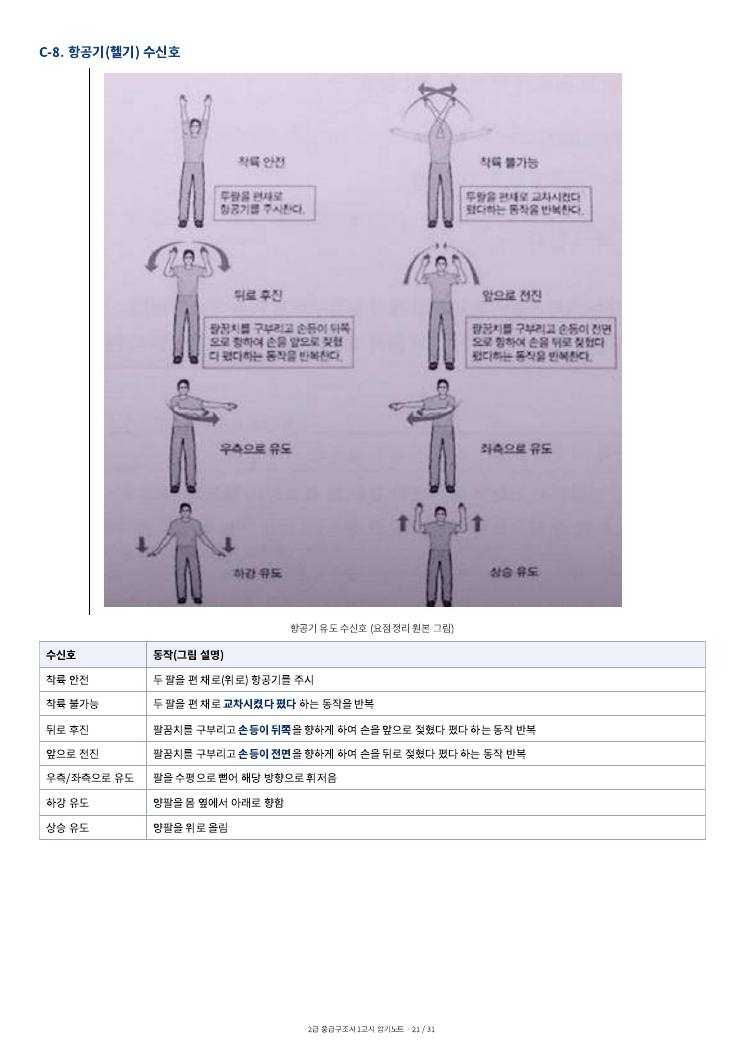 C-8. 항공기(헬기) 수신호
착륙 안전
두팔을 편채로
항공기를 주시한다.
착륙 불가능
두팔을 편채로 교차시켰다
폈다하는 동작을 반복한다.
뒤로 후진
팔꿈치를 구부리고 손등이 뒤쪽
으로 향하여 손을 앞으로 젖혔
다 폈다하는 동작을 반복한다.
앞으로 전진
팔꿈치를 구부리고 손등이 전면
으로 향하여 손을 뒤로 젖혔다
폈다하는 동작을 반복한다.
우측으로 유도
좌측으로 유도
하강 유도
상승 유도
항공기 유도 수신호 (요점정리 원본 그림)
수신호 동작(그림 설명)
착륙 안전 두 팔을 편 채로(위로) 항공기를 주시
착륙 불가능 두 팔을 편 채로 교차시켰다 폈다 하는 동작을 반복
뒤로 후진 팔꿈치를 구부리고 손등이 뒤쪽을 향하게 하여 손을 앞으로 젖혔다 폈다 하는 동작 반복
앞으로 전진 팔꿈치를 구부리고 손등이 전면을 향하게 하여 손을 뒤로 젖혔다 폈다 하는 동작 반복
우측/좌측으로 유도 팔을 수평으로 뻗어 해당 방향으로 휘저음
하강 유도 양팔을 몸 옆에서 아래로 향함
상승 유도 양팔을 위로 올림
2급 응급구조사 1교시 암기노트 · 21 / 31